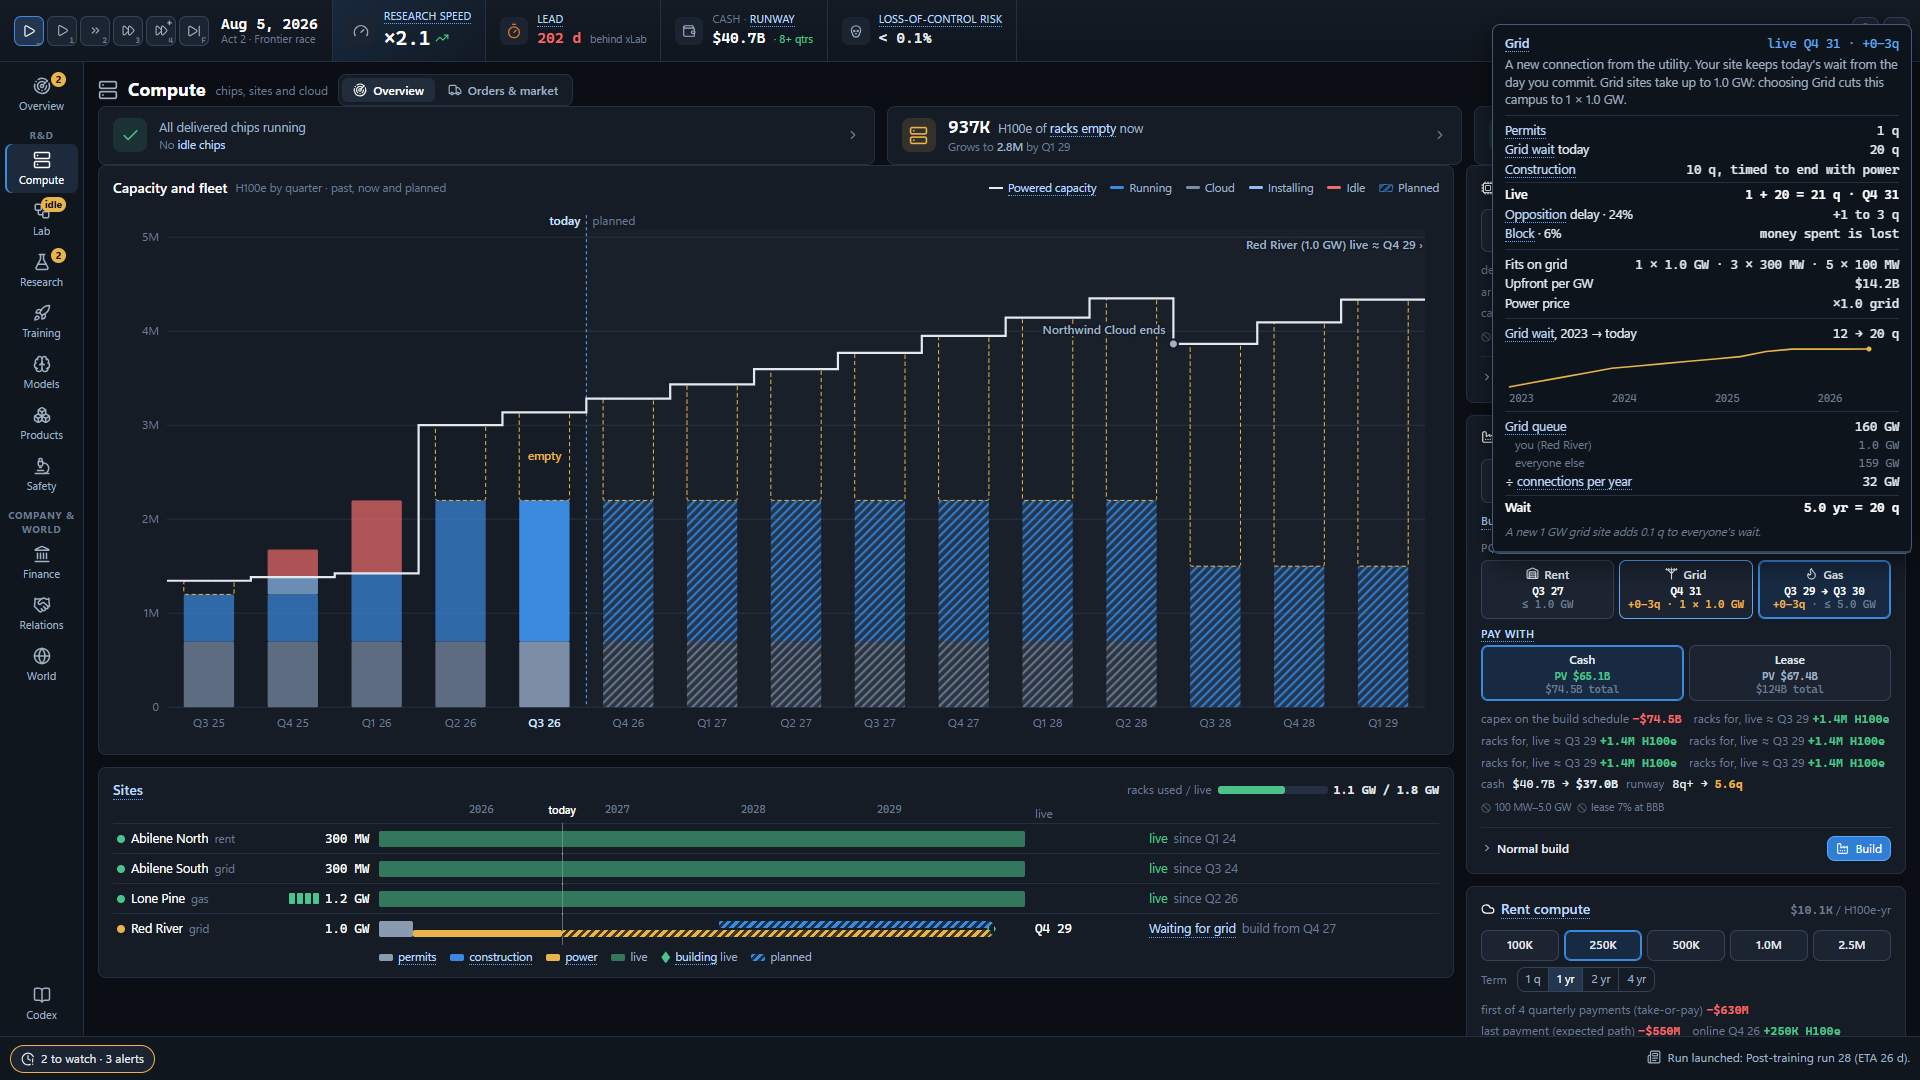 Aug 5, 2026
Act 2 · Frontier race
RESEARCH SPEED
×2.1
LEAD
202 d behind xLab
CASH · RUNWAY
$40.7B · 8+ qtrs
LOSS-OF-CONTROL RISK
< 0.1%
1
2
3
4
F
Overview
2
R&D
Compute
idle
Lab
2
Research
Training
Models
Products
Safety
COMPANY &
WORLD
Finance
Relations
World
Codex
Compute
chips, sites and cloud
Overview
Orders & market
All delivered chips running
No idle chips
937K H100e of racks empty now
Grows to 2.8M by Q1 29
Capacity and fleet H100e by quarter · past, now and planned
Powered capacity
Running
Cloud
Installing
Idle
Planned
today planned
Red River (1.0 GW) live ≈ Q4 29 ›
Northwind Cloud ends
empty
5M
4M
3M
2M
1M
0
Q3 25 Q4 25 Q1 26 Q2 26 Q3 26 Q4 26 Q1 27 Q2 27 Q3 27 Q4 27 Q1 28 Q2 28 Q3 28 Q4 28 Q1 29
Sites
racks used / live 1.1 GW / 1.8 GW
2026 today 2027 2028 2029 live
Abilene North rent 300 MW live since Q1 24
Abilene South grid 300 MW live since Q3 24
Lone Pine gas 1.2 GW live since Q2 26
Red River grid 1.0 GW Q4 29 Waiting for grid build from Q4 27
permits construction power live building live planned
Grid live Q4 31 · +0–3q
A new connection from the utility. Your site keeps today's wait from the
day you commit. Grid sites take up to 1.0 GW: choosing Grid cuts this
campus to 1 × 1.0 GW.
Permits 1 q
Grid wait today 20 q
Construction 10 q, timed to end with power
Live 1 + 20 = 21 q · Q4 31
Opposition delay · 24% +1 to 3 q
Block · 6% money spent is lost
Fits on grid 1 × 1.0 GW · 3 × 300 MW · 5 × 100 MW
Upfront per GW $14.2B
Power price ×1.0 grid
Grid wait, 2023 → today 12 → 20 q
2023 2024 2025 2026
Grid queue 160 GW
you (Red River) 1.0 GW
everyone else 159 GW
÷ connections per year 32 GW
Wait 5.0 yr = 20 q
A new 1 GW grid site adds 0.1 q to everyone's wait.
Rent
Q3 27
≤ 1.0 GW
Grid
Q4 31
+0–3q · 1 × 1.0 GW
Gas
Q3 29 → Q3 30
+0–3q · ≤ 5.0 GW
PAY WITH
Cash
PV $65.1B
$74.5B total
Lease
PV $67.4B
$124B total
capex on the build schedule −$74.5B racks for, live ≈ Q3 29 +1.4M H100e
racks for, live ≈ Q3 29 +1.4M H100e racks for, live ≈ Q3 29 +1.4M H100e
racks for, live ≈ Q3 29 +1.4M H100e racks for, live ≈ Q3 29 +1.4M H100e
cash $40.7B → $37.0B runway 8q+ → 5.6q
100 MW–5.0 GW lease 7% at BBB
Normal build
Build
Rent compute $10.1K / H100e-yr
100K 250K 500K 1.0M 2.5M
Term 1 q 1 yr 2 yr 4 yr
first of 4 quarterly payments (take-or-pay) −$630M
last payment (expected path) −$550M online Q4 26 +250K H100e
2 to watch · 3 alerts
Run launched: Post-training run 28 (ETA 26 d).